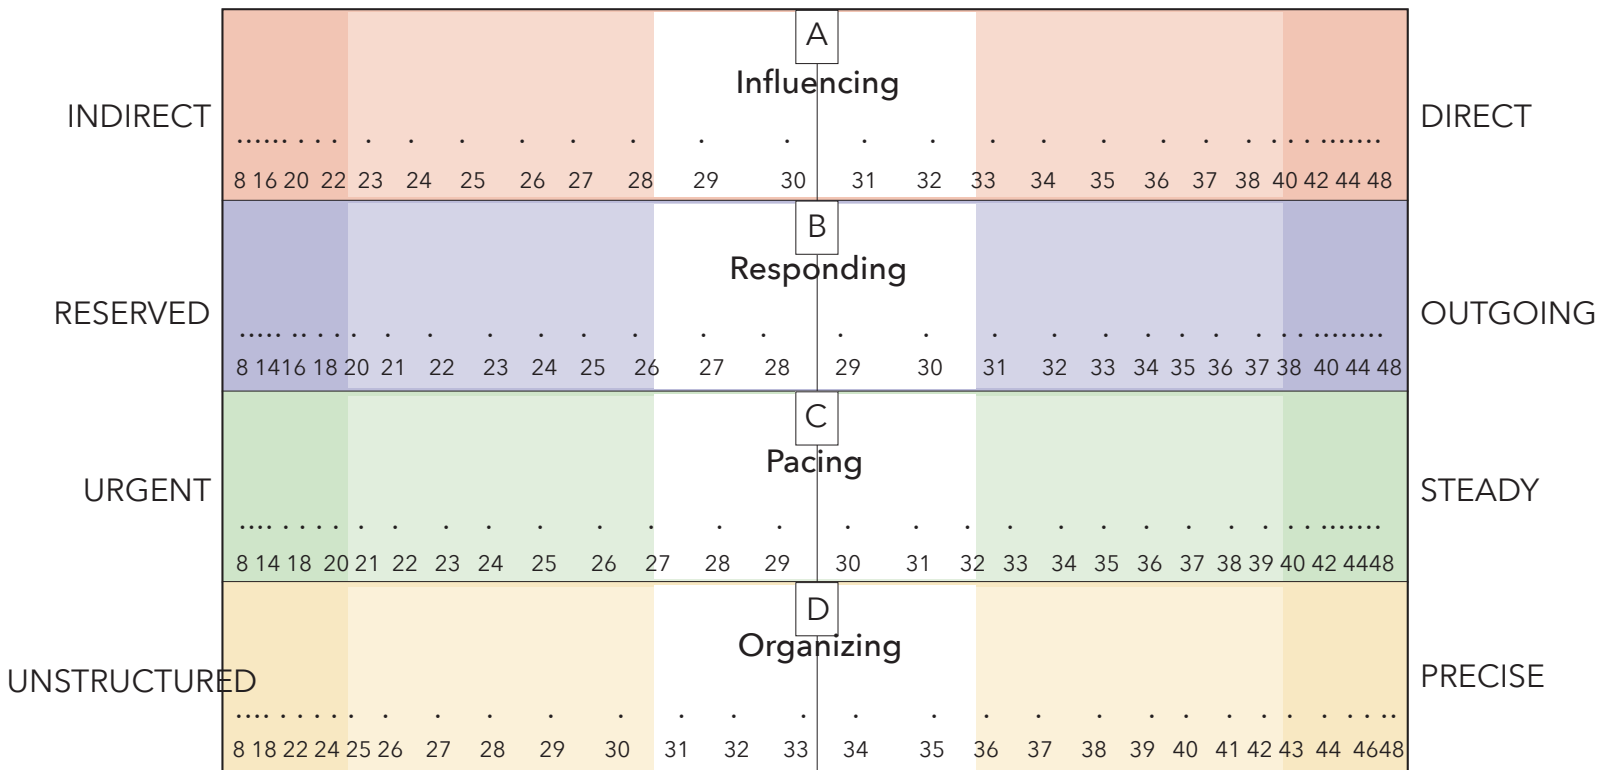 A
Influencing
INDIRECT
DIRECT
8 16 20 22 23 24 25 26 27 28 29 30 31 32 33 34 35 36 37 38 40 42 44 48
B
Responding
RESERVED
OUTGOING
8 14 16 18 20 21 22 23 24 25 26 27 28 29 30 31 32 33 34 35 36 37 38 40 44 48
C
Pacing
URGENT
STEADY
8 14 18 20 21 22 23 24 25 26 27 28 29 30 31 32 33 34 35 36 37 38 39 40 42 44 48
D
Organizing
UNSTRUCTURED
PRECISE
8 18 22 24 25 26 27 28 29 30 31 32 33 34 35 36 37 38 39 40 41 42 43 44 46 48